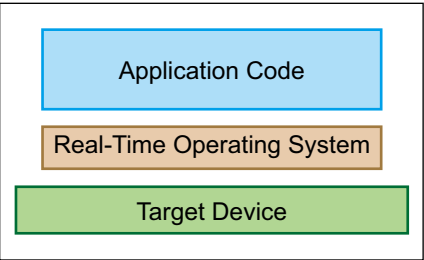 Application Code
Real-Time Operating System
Target Device